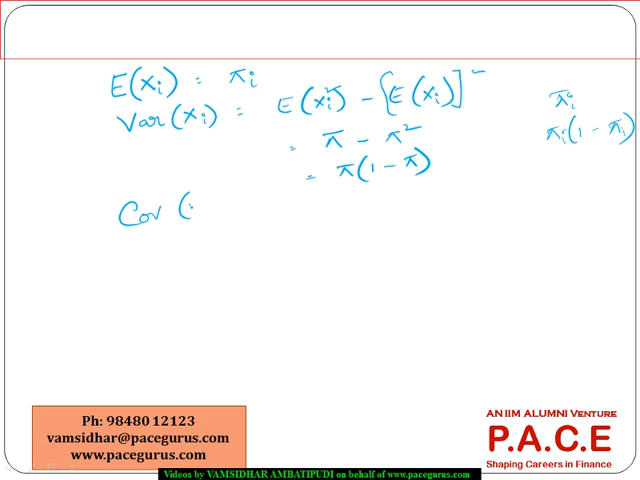 E(Xi) = πi
Var(Xi) = E(Xi²) - {E(Xi)]²
= π - π²
= π(1 - π)
πi
πi(1 - πi)
Cov (
Ph: 98480 12123
vamsidhar@pacegurus.com
www.pacegurus.com
AN IIM ALUMNI VENTURE
P.A.C.E
Shaping Careers in Finance
Videos by VAMSIDHAR AMBATIPUDI on behalf of www.pacegurus.com